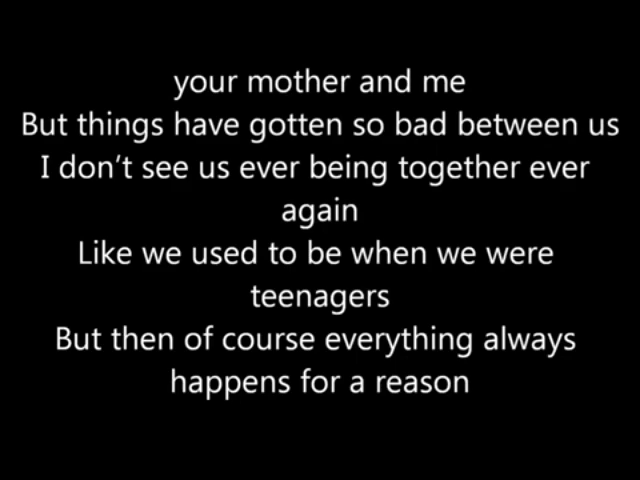 your mother and me
But things have gotten so bad between us
I don't see us ever being together ever
again
Like we used to be when we were
teenagers
But then of course everything always
happens for a reason